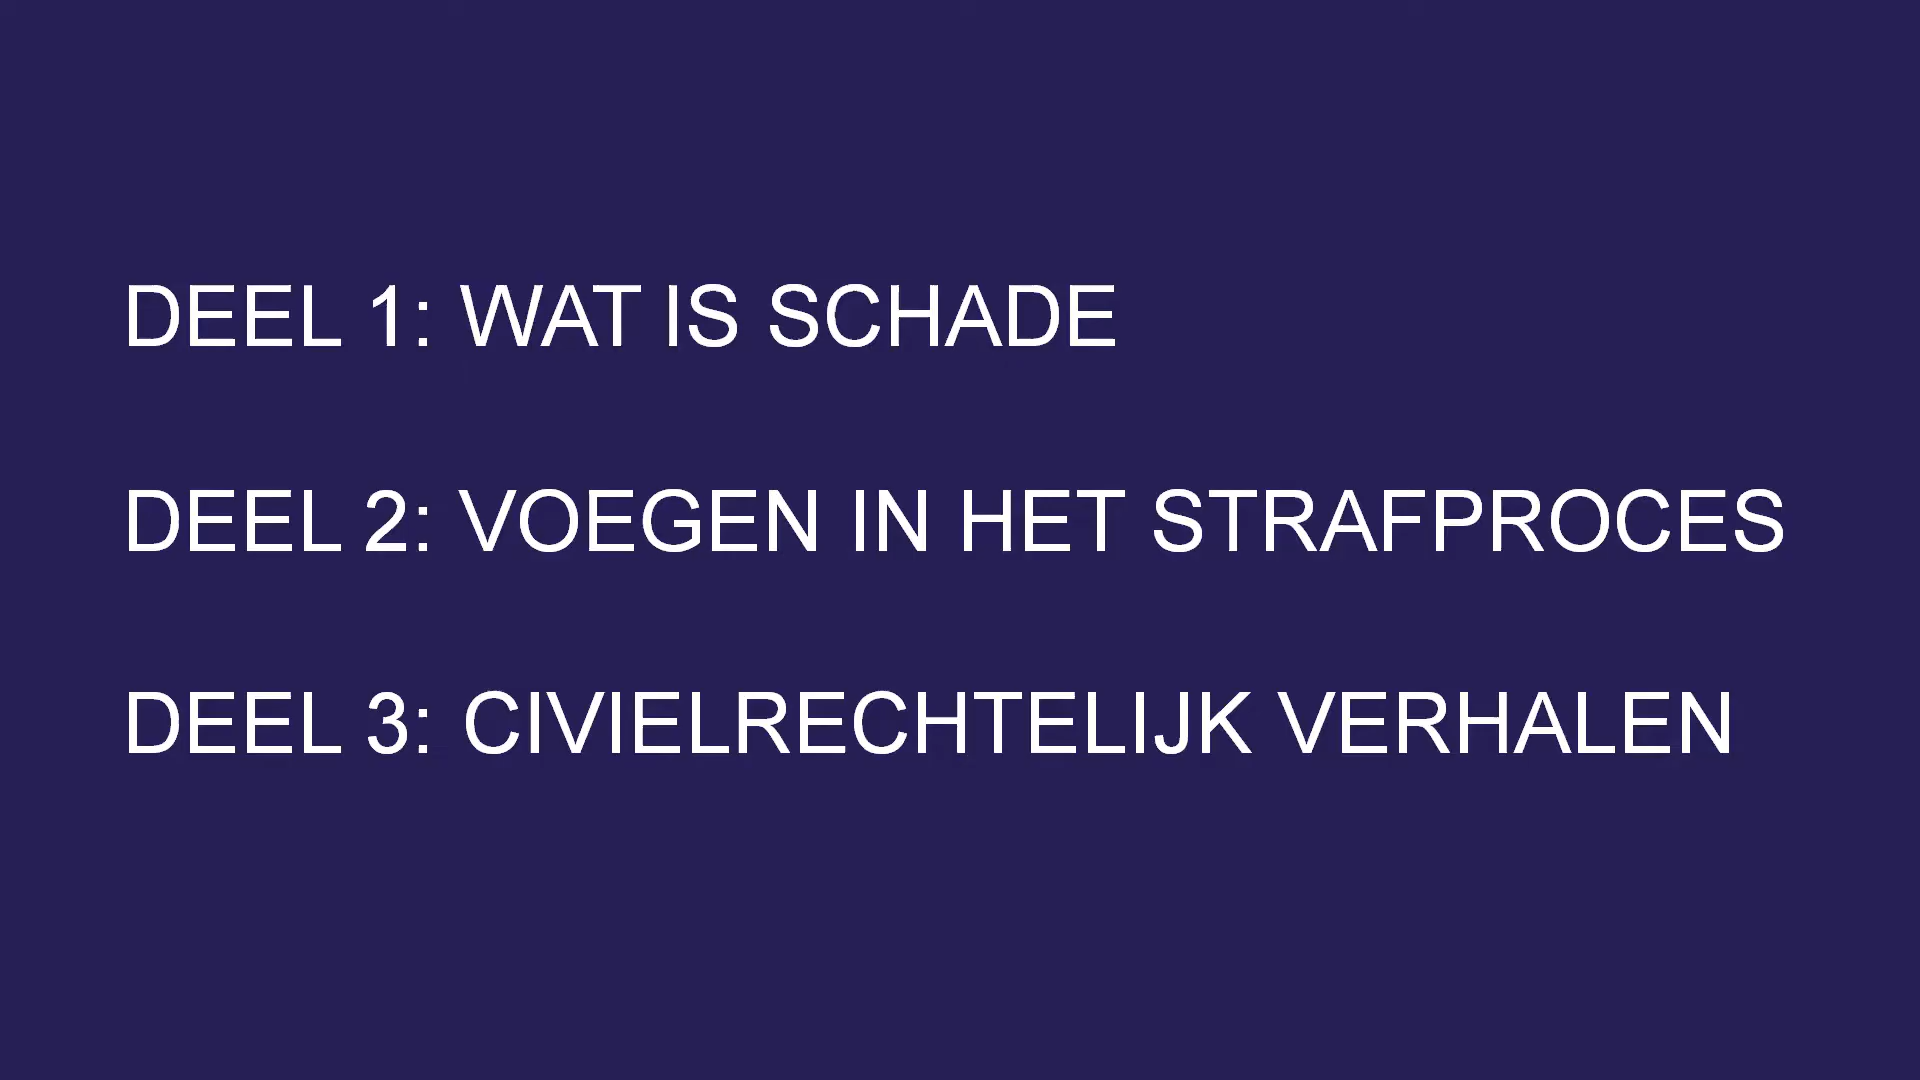 DEEL 1: WAT IS SCHADE
DEEL 2: VOEGEN IN HET STRAFPROCES
DEEL 3: CIVIELRECHTELIJK VERHALEN